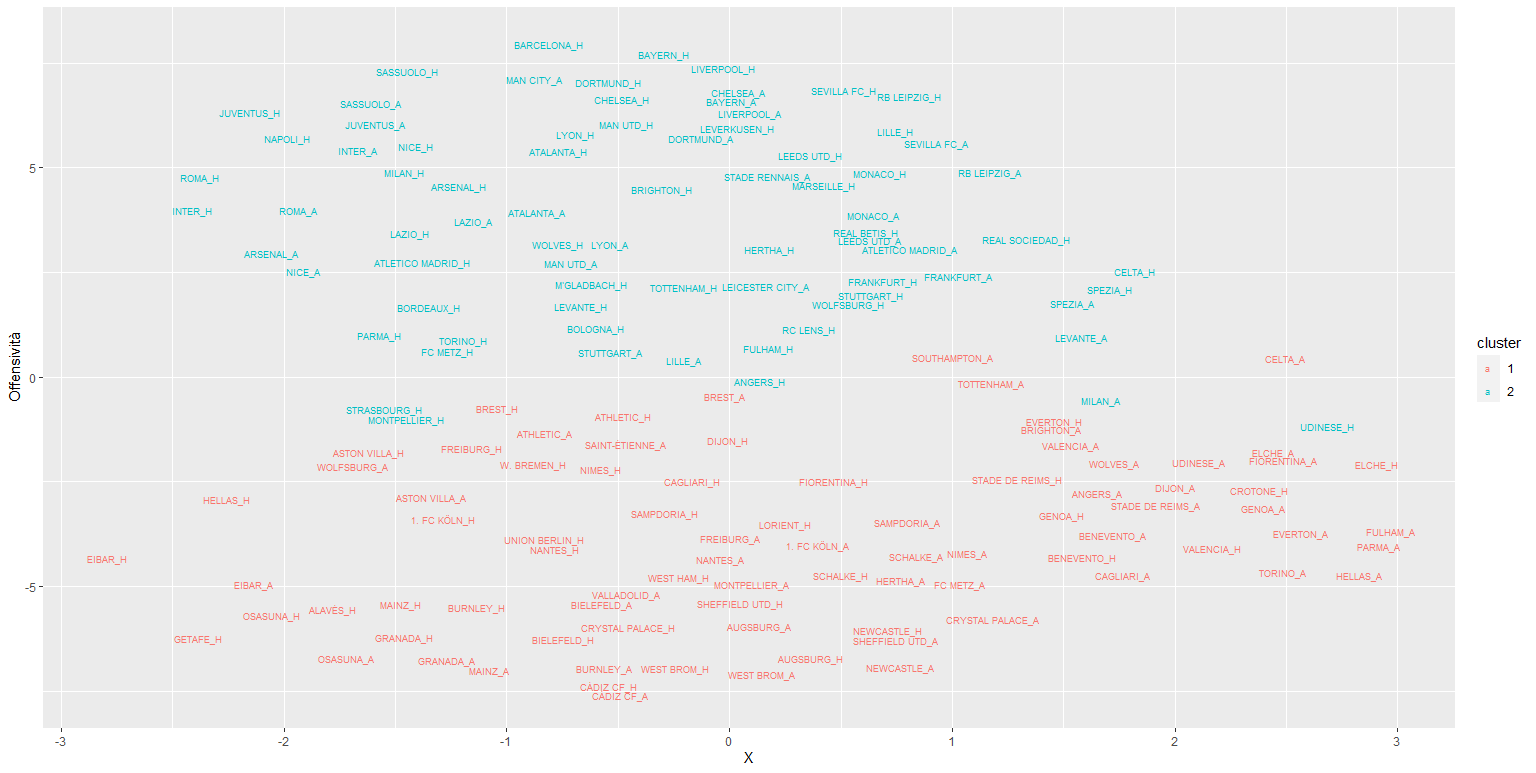 BARCELONA_H
BAYERN_H
LIVERPOOL_H
SASSUOLO_H
MAN CITY_A
DORTMUND_H
CHELSEA_A
SEVILLA FC_H
RB LEIPZIG_H
CHELSEA_H
BAYERN_A
SASSUOLO_A
JUVENTUS_H
LIVERPOOL_A
JUVENTUS_A
MAN UTD_H
LEVERKUSEN_H
LYON_H
LILLE_H
NAPOLI_H
DORTMUND_A
SEVILLA FC_A
NICE_H
INTER_A
ATALANTA_H
LEEDS UTD_H
MILAN_H
MONACO_H
RB LEIPZIG_A
ROMA_H
STADE RENNAIS_A
ARSENAL_H
MARSEILLE_H
BRIGHTON_H
INTER_H
ROMA_A
ATALANTA_A
MONACO_A
LAZIO_A
LAZIO_H
REAL BETIS_H
LEEDS UTD_A
REAL SOCIEDAD_H
WOLVES_H
LYON_A
HERTHA_H
ATLETICO MADRID_A
ARSENAL_A
ATLETICO MADRID_H
MAN UTD_A
NICE_A
CELTA_H
FRANKFURT_A
FRANKFURT_H
M'GLADBACH_H
TOTTENHAM_H
LEICESTER CITY_A
SPEZIA_H
STUTTGART_H
WOLFSBURG_H
SPEZIA_A
BORDEAUX_H
LEVANTE_H
BOLOGNA_H
RC LENS_H
PARMA_H
TORINO_H
LEVANTE_A
FC METZ_H
STUTTGART_A
FULHAM_H
LILLE_A
SOUTHAMPTON_A
CELTA_A
ANGERS_H
TOTTENHAM_A
BREST_A
MILAN_A
STRASBOURG_H
BREST_H
MONTPELLIER_H
ATHLETIC_H
EVERTON_H
BRIGHTON_A
UDINESE_H
ATHLETIC_A
DIJON_H
SAINT-ÉTIENNE_A
VALENCIA_A
FREIBURG_H
ASTON VILLA_H
ELCHE_A
FIORENTINA_A
WOLFSBURG_A
W. BREMEN_H
NIMES_H
WOLVES_A
UDINESE_A
ELCHE_H
CAGLIARI_H
FIORENTINA_H
STADE DE REIMS_H
DIJON_A
ANGERS_A
CROTONE_H
HELLAS_H
ASTON VILLA_A
STADE DE REIMS_A
GENOA_A
SAMPDORIA_H
GENOA_H
1. FC KÖLN_H
LORIENT_H
SAMPDORIA_A
EVERTON_A
FULHAM_A
BENEVENTO_A
UNION BERLIN_H
FREIBURG_A
1. FC KÖLN_A
NANTES_H
VALENCIA_H
PARMA_A
EIBAR_H
NANTES_A
SCHALKE_A
NIMES_A
BENEVENTO_H
WEST HAM_H
SCHALKE_H
CAGLIARI_A
TORINO_A
HELLAS_A
EIBAR_A
MONTPELLIER_A
HERTHA_A
FC METZ_A
VALLADOLID_A
MAINZ_H
BIELEFELD_A
SHEFFIELD UTD_H
BURNLEY_H
ALAVÉS_H
OSASUNA_H
CRYSTAL PALACE_A
CRYSTAL PALACE_H
AUGSBURG_A
NEWCASTLE_H
GETAFE_H
GRANADA_H
BIELEFELD_H
SHEFFIELD UTD_A
OSASUNA_A
GRANADA_A
AUGSBURG_H
MAINZ_A
BURNLEY_A
WEST BROM_H
WEST BROM_A
NEWCASTLE_A
CÁDIZ CF_H
CÁDIZ CF_A
5
0
-5
Offensività
-3
-2
-1
0
1
2
3
X
cluster
a 1
a 2